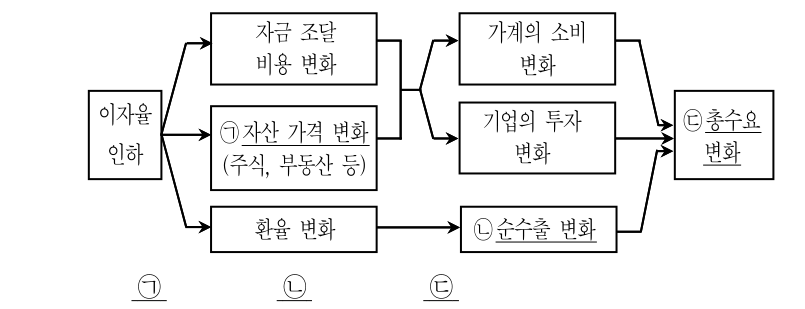 이자율
인하
자금 조달
비용 변화
㉠자산 가격 변화
(주식, 부동산 등)
환율 변화
가계의 소비
변화
기업의 투자
변화
㉡순수출 변화
㉢총수요
변화
㉠ ㉡ ㉢